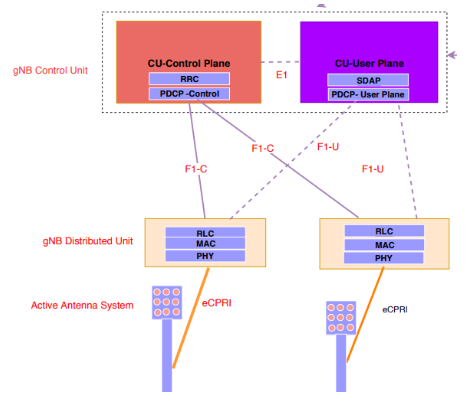 CU-Control Plane
RRC
PDCP -Control
CU-User Plane
SDAP
PDCP- User Plane
gNB Control Unit
E1
F1-C
F1-C
F1-U
F1-U
gNB Distributed Unit
RLC
MAC
PHY
RLC
MAC
PHY
Active Antenna System
eCPRI
eCPRI